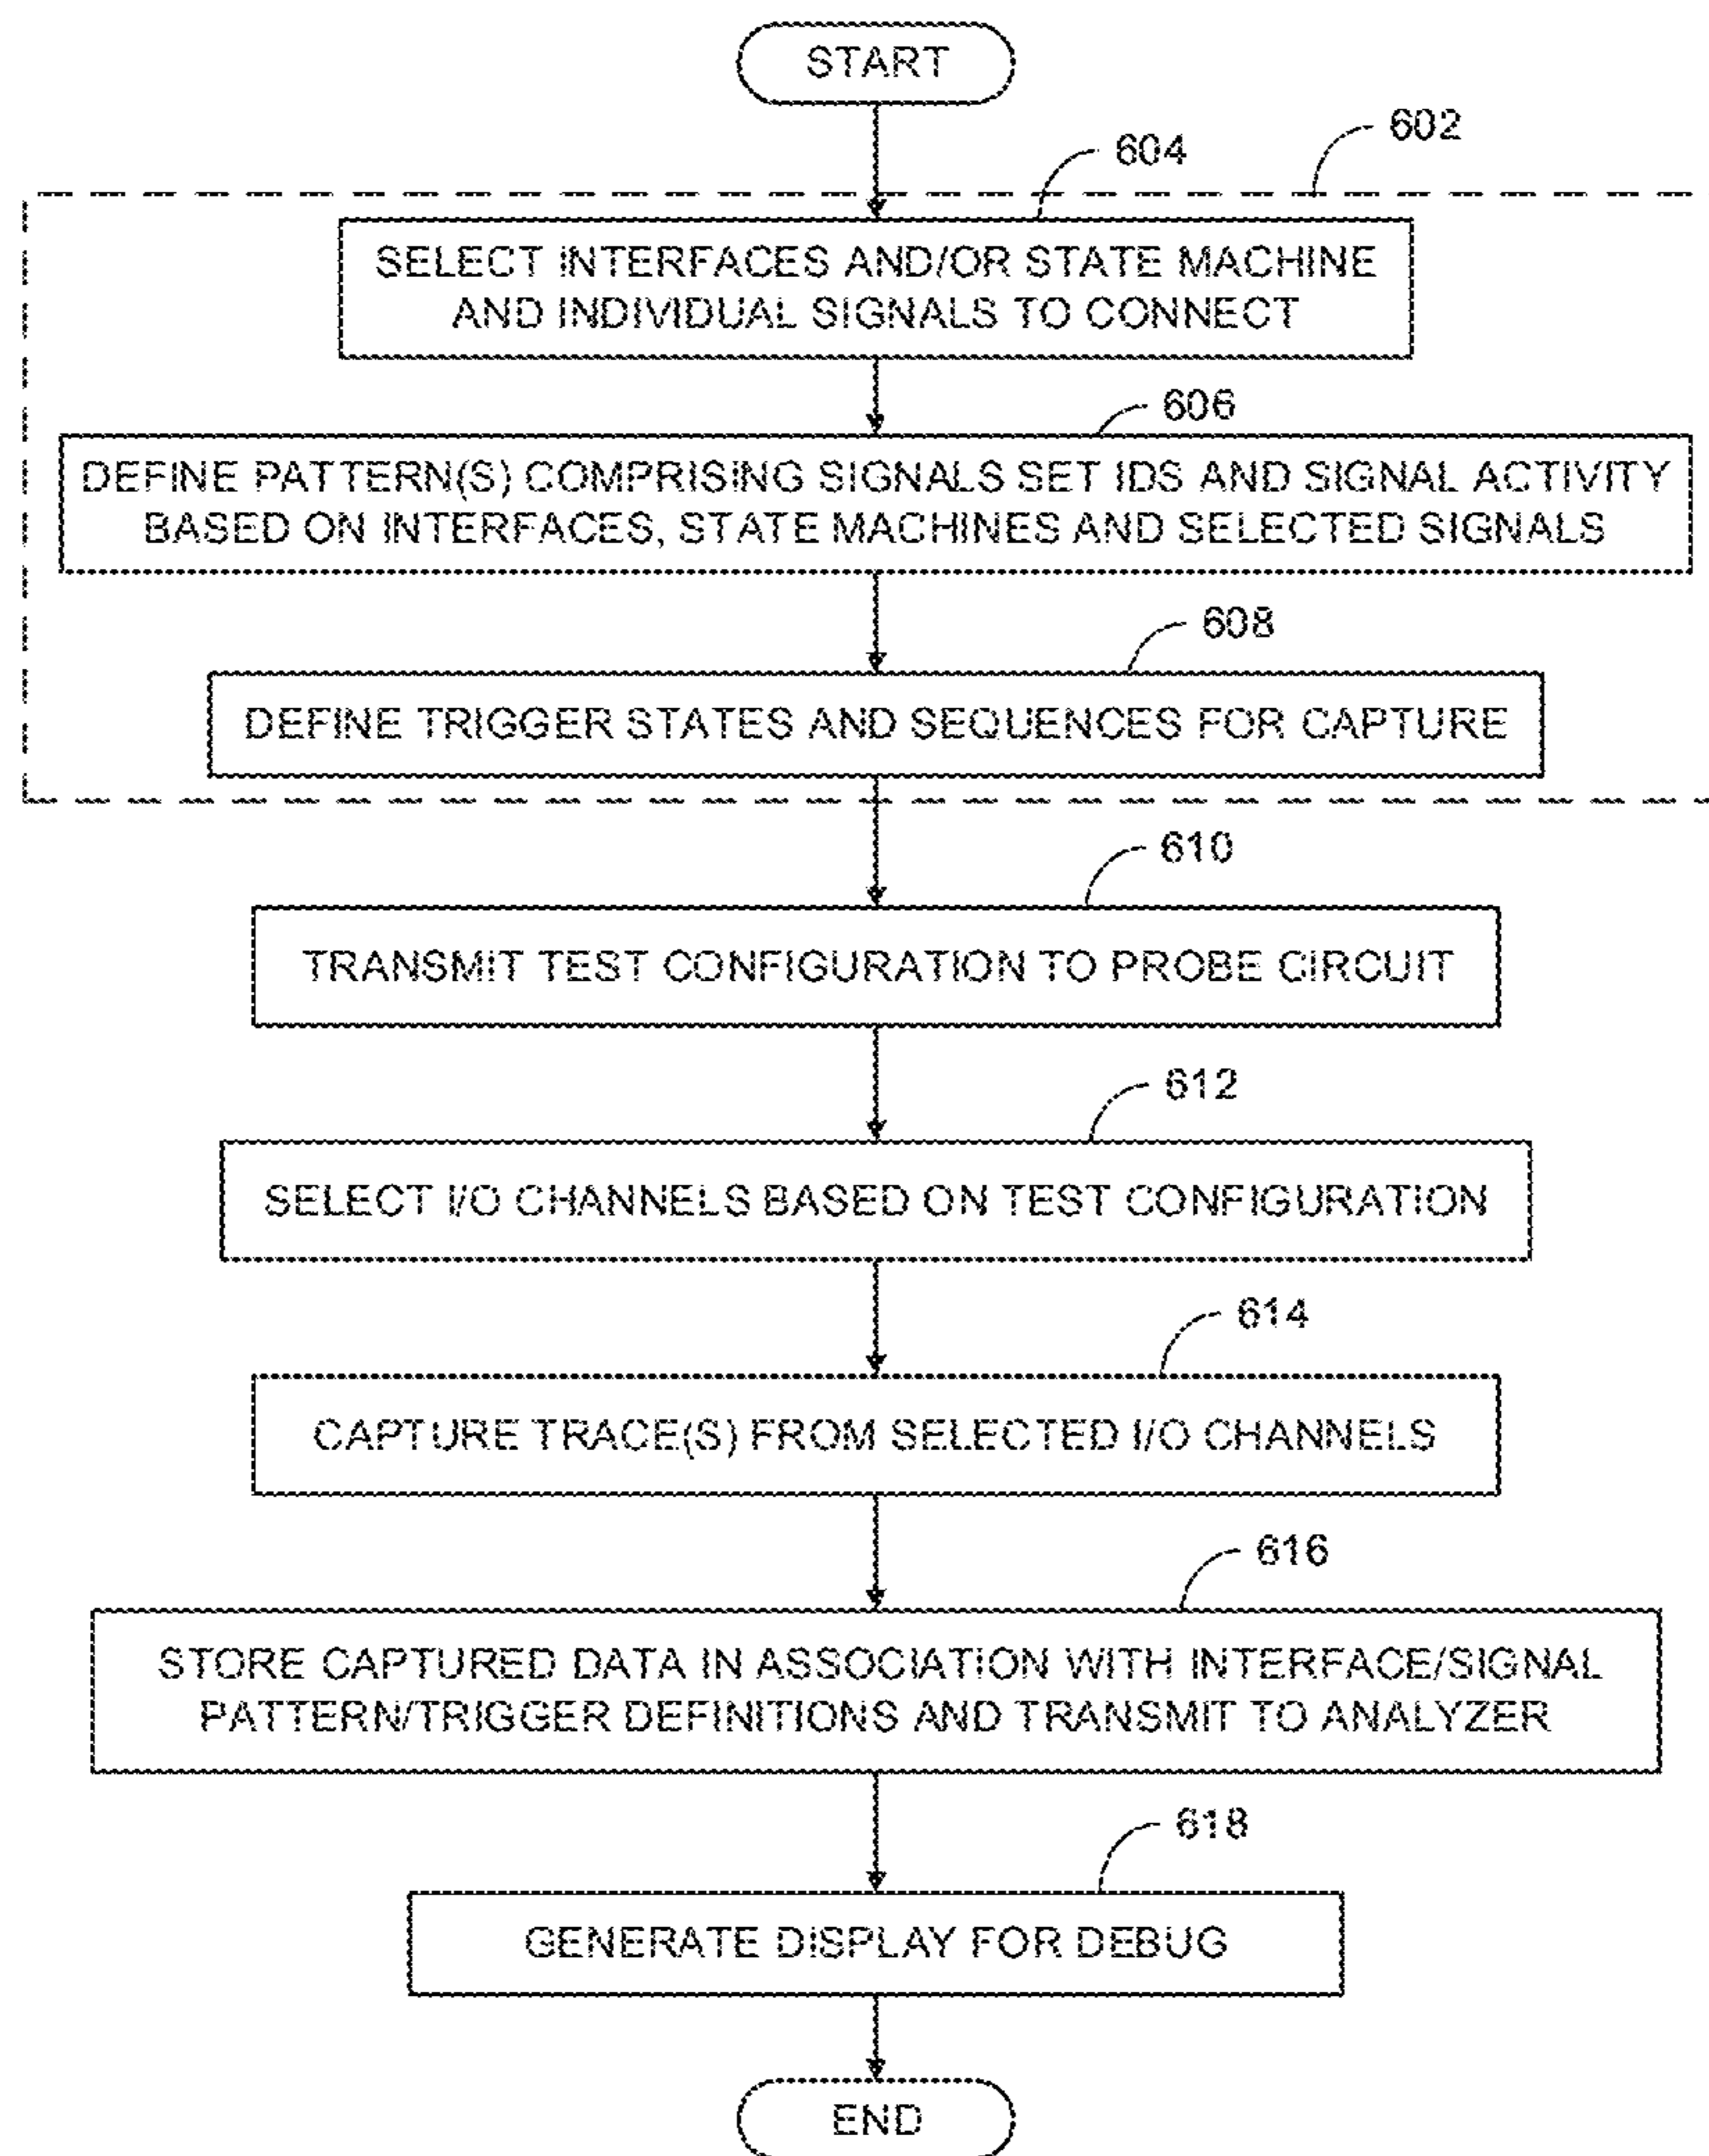 START
602
604
SELECT INTERFACES AND/OR STATE MACHINE
AND INDIVIDUAL SIGNALS TO CONNECT
606
DEFINE PATTERN(S) COMPRISING SIGNALS SET IDS AND SIGNAL ACTIVITY
BASED ON INTERFACES, STATE MACHINES AND SELECTED SIGNALS
608
DEFINE TRIGGER STATES AND SEQUENCES FOR CAPTURE
610
TRANSMIT TEST CONFIGURATION TO PROBE CIRCUIT
612
SELECT I/O CHANNELS BASED ON TEST CONFIGURATION
614
CAPTURE TRACE(S) FROM SELECTED I/O CHANNELS
616
STORE CAPTURED DATA IN ASSOCIATION WITH INTERFACE/SIGNAL
PATTERN/TRIGGER DEFINITIONS AND TRANSMIT TO ANALYZER
618
GENERATE DISPLAY FOR DEBUG
END